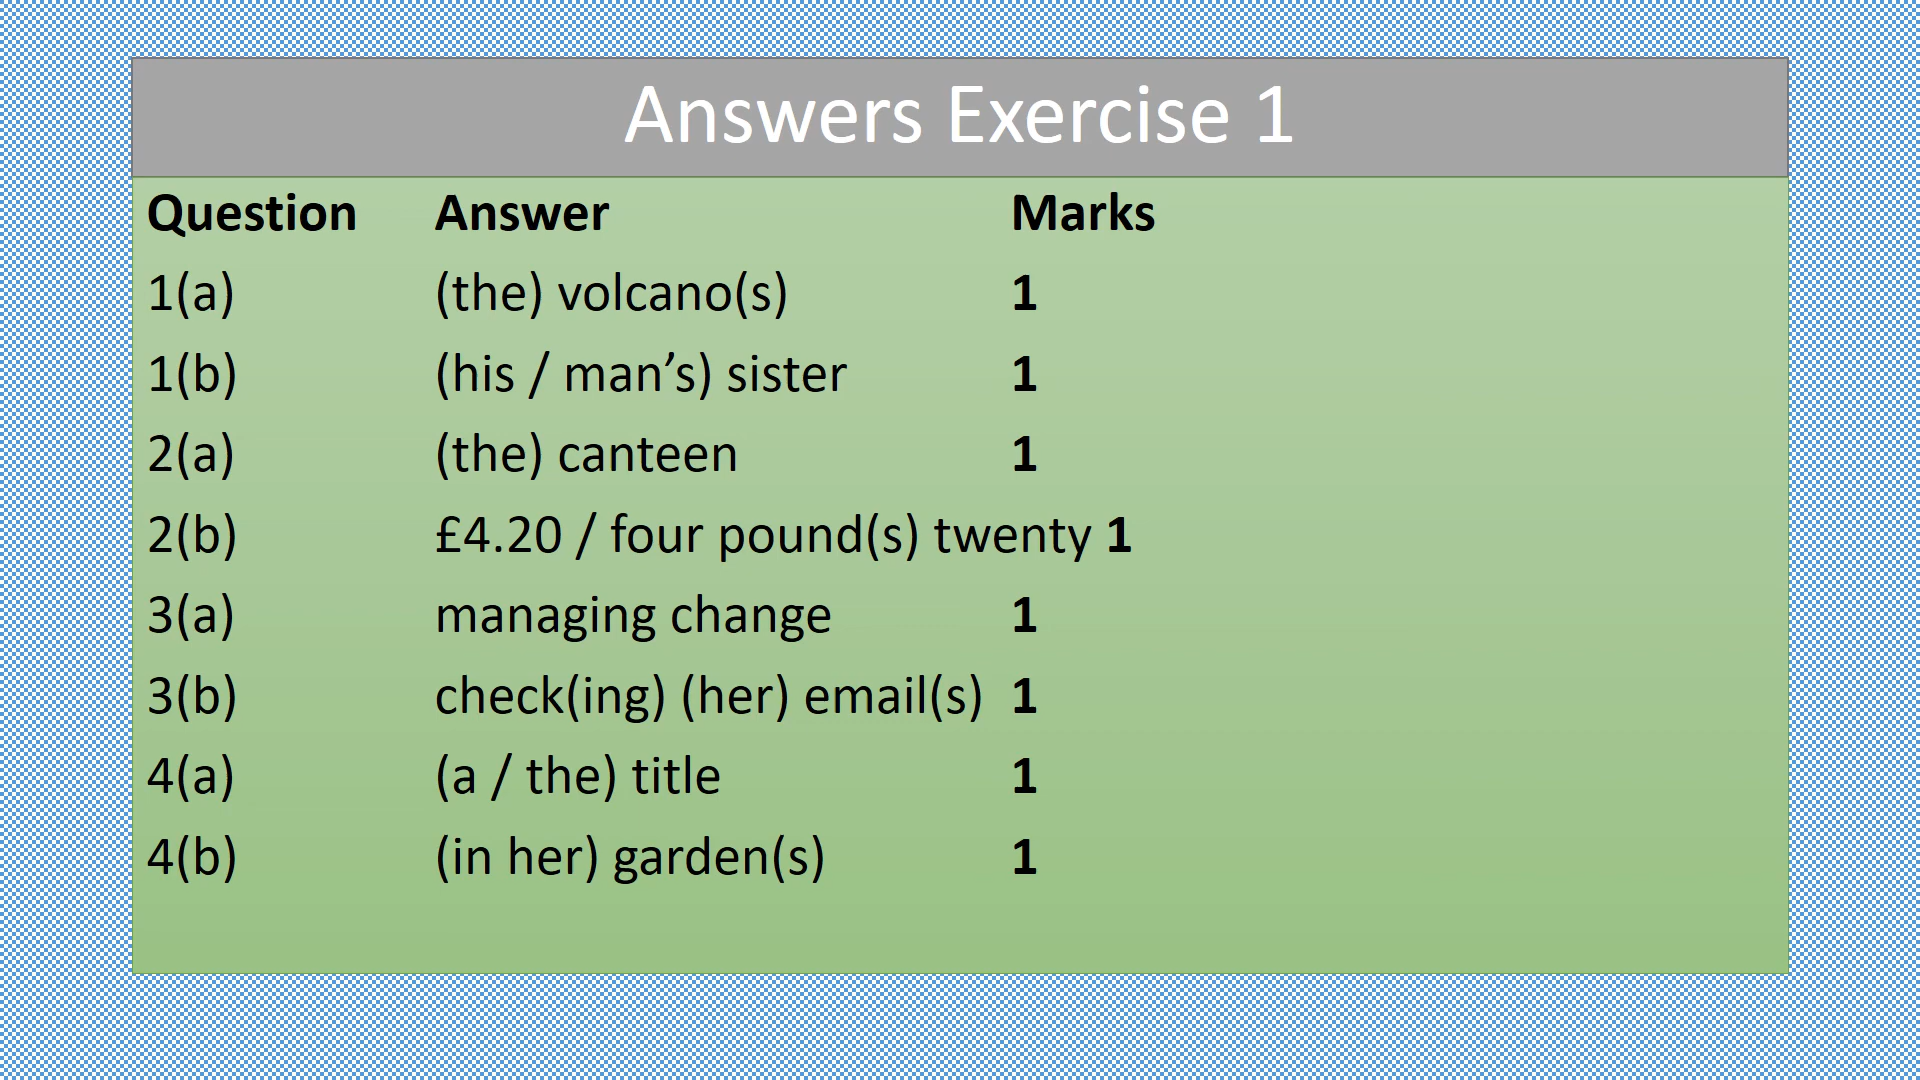 Answers Exercise 1
Question Answer Marks
1(a) (the) volcano(s) 1
1(b) (his / man’s) sister 1
2(a) (the) canteen 1
2(b) £4.20 / four pound(s) twenty 1
3(a) managing change 1
3(b) check(ing) (her) email(s) 1
4(a) (a / the) title 1
4(b) (in her) garden(s) 1